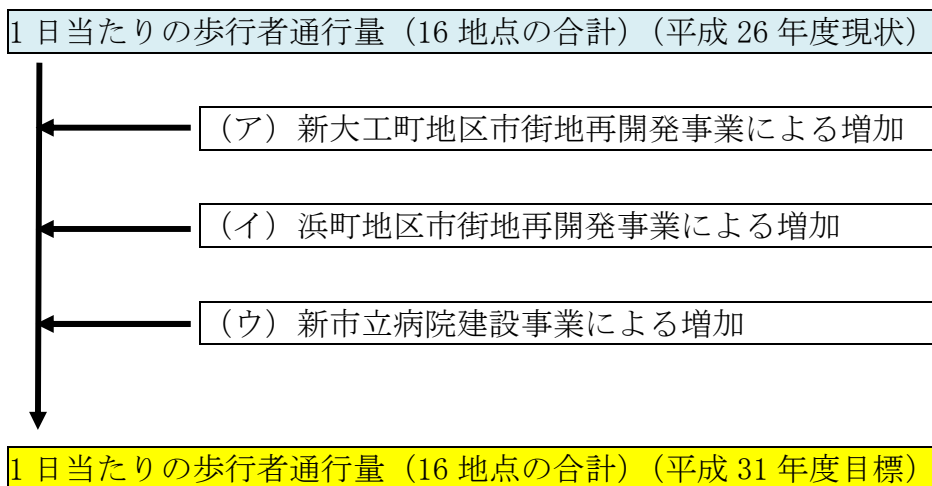 1 日当たりの歩行者通行量（16 地点の合計）（平成 26 年度現状）
（ア）新大工町地区市街地再開発事業による増加
（イ）浜町地区市街地再開発事業による増加
（ウ）新市立病院建設事業による増加
1 日当たりの歩行者通行量（16 地点の合計）（平成 31 年度目標）